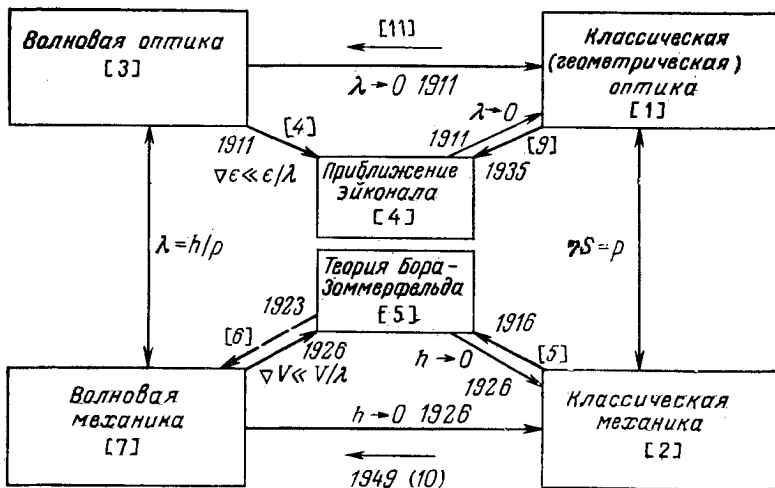 Волновая оптика
[3]
[11]
λ→0 1911
Классическая
(геометрическая)
оптика
[1]
λ→0
[4]
1911
∇ϵ≪ϵ/λ
1911
[9]
1935
Приближение
эйконала
[4]
λ=h/p
Теория Бора-
Зоммерфельда
[5]
S=p
1923
[6]
1926
∇V≪V/λ
1916
[5]
h→0
1926
Волновая
механика
[7]
h→0 1926
1949 (10)
Классическая
механика
[2]